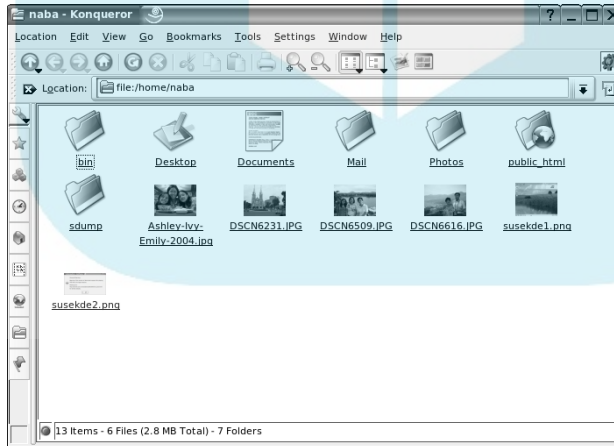 naba - Konqueror
Location Edit View Go Bookmarks Tools Settings Window Help
Location: file:/home/naba
bin Desktop Documents Mail Photos public_html
sdump Ashley-Ivy-Emily-2004.jpg DSCN6231.JPG DSCN6509.JPG DSCN6616.JPG susekde1.png
susekde2.png
13 Items - 6 Files (2.8 MB Total) - 7 Folders